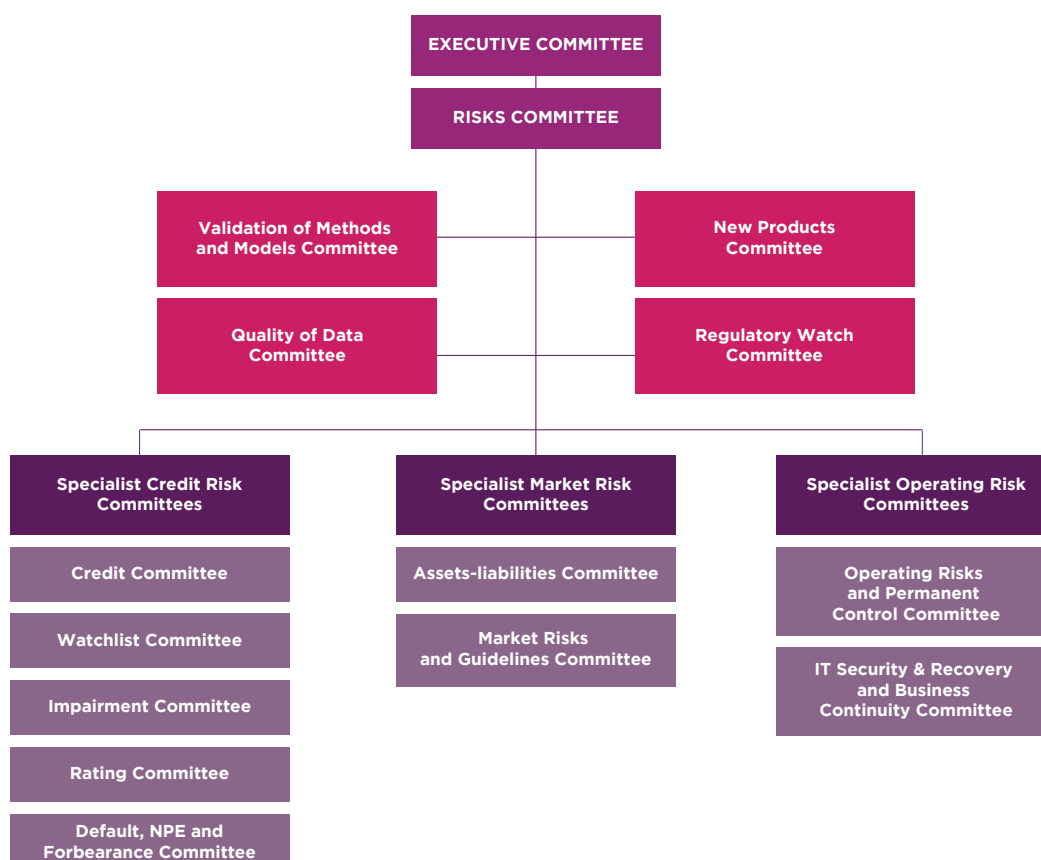 EXECUTIVE COMMITTEE
RISKS COMMITTEE
Validation of Methods
and Models Committee
New Products
Committee
Quality of Data
Committee
Regulatory Watch
Committee
Specialist Credit Risk
Committees
Credit Committee
Watchlist Committee
Impairment Committee
Rating Committee
Default, NPE and
Forbearance Committee
Specialist Market Risk
Committees
Assets-liabilities Committee
Market Risks
and Guidelines Committee
Specialist Operating Risk
Committees
Operating Risks
and Permanent
Control Committee
IT Security & Recovery
and Business
Continuity Committee